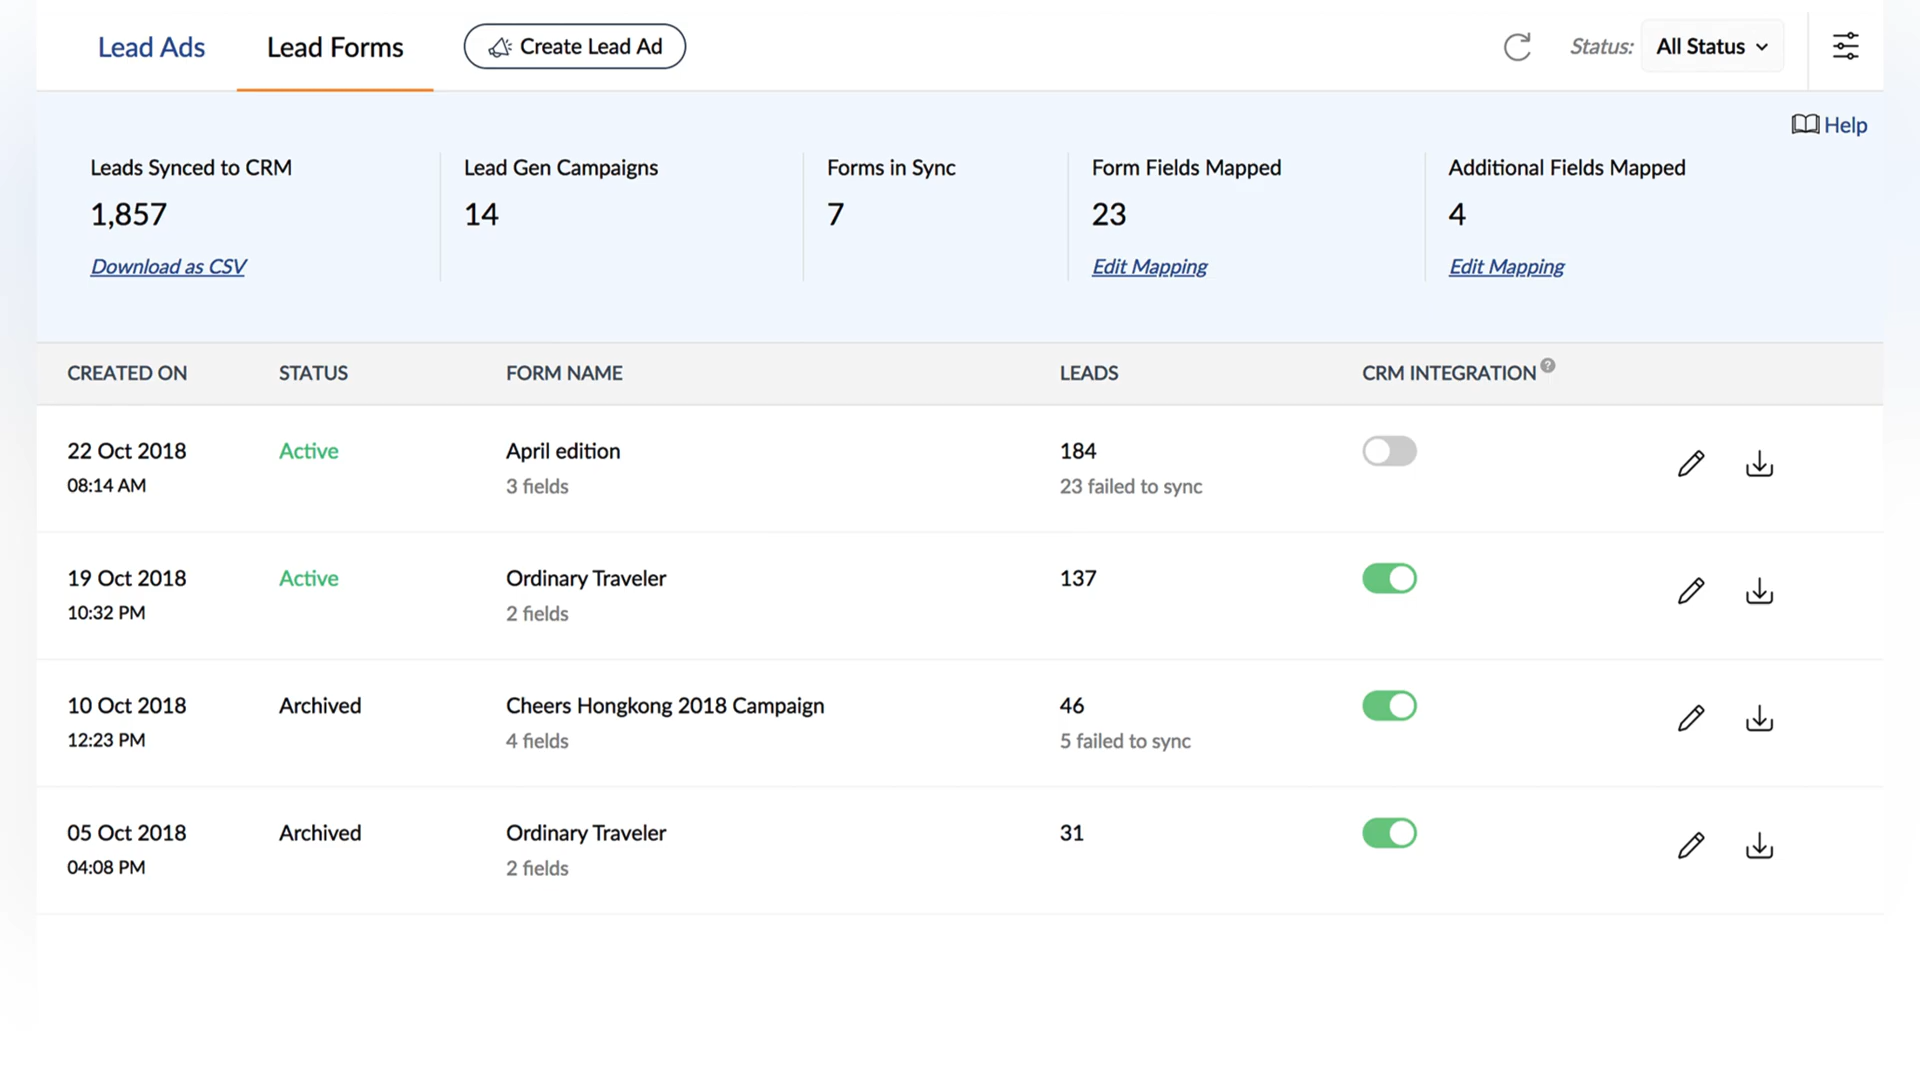 Lead Ads Lead Forms Create Lead Ad Status: All Status
Help
Leads Synced to CRM Lead Gen Campaigns Forms in Sync Form Fields Mapped Additional Fields Mapped
1,857 14 7 23 4
Download as CSV Edit Mapping Edit Mapping
CREATED ON STATUS FORM NAME LEADS CRM INTEGRATION ?
22 Oct 2018 Active April edition 184
08:14 AM 3 fields 23 failed to sync
19 Oct 2018 Active Ordinary Traveler 137
10:32 PM 2 fields
10 Oct 2018 Archived Cheers Hongkong 2018 Campaign 46
12:23 PM 4 fields 5 failed to sync
05 Oct 2018 Archived Ordinary Traveler 31
04:08 PM 2 fields